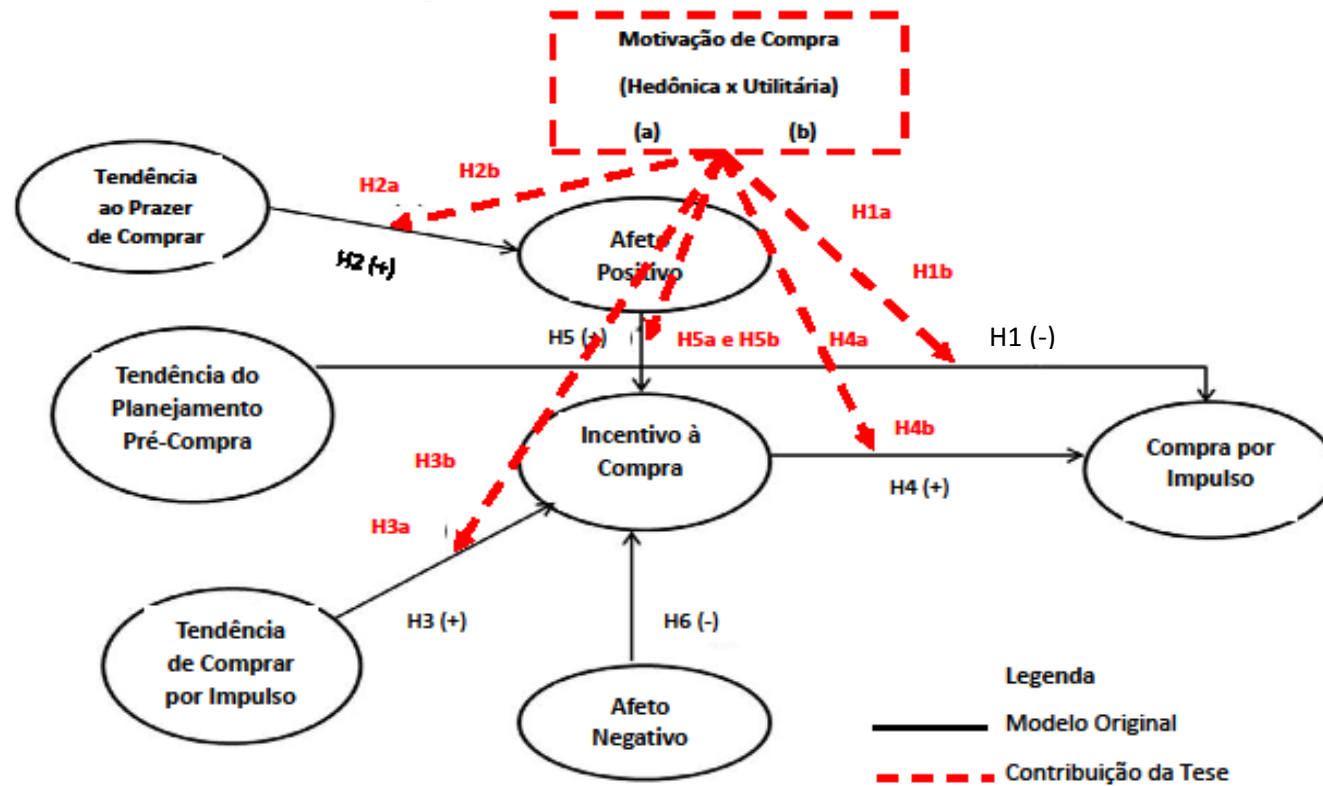 Motivação de Compra
(Hedônica x Utilitária)
(a) (b)
Tendência
ao Prazer
de Comprar
H2a
H2b
H2 (+)
Afeto
Positivo
H1a
H1b
H1 (-)
H5 (+)
H5a e H5b
H4a
Tendência do
Planejamento
Pré-Compra
Incentivo à
Compra
H4b
H4 (+)
Compra por
Impulso
H3b
H3a
H3 (+)
H6 (-)
Tendência
de Comprar
por Impulso
Afeto
Negativo
Legenda
Modelo Original
Contribuição da Tese